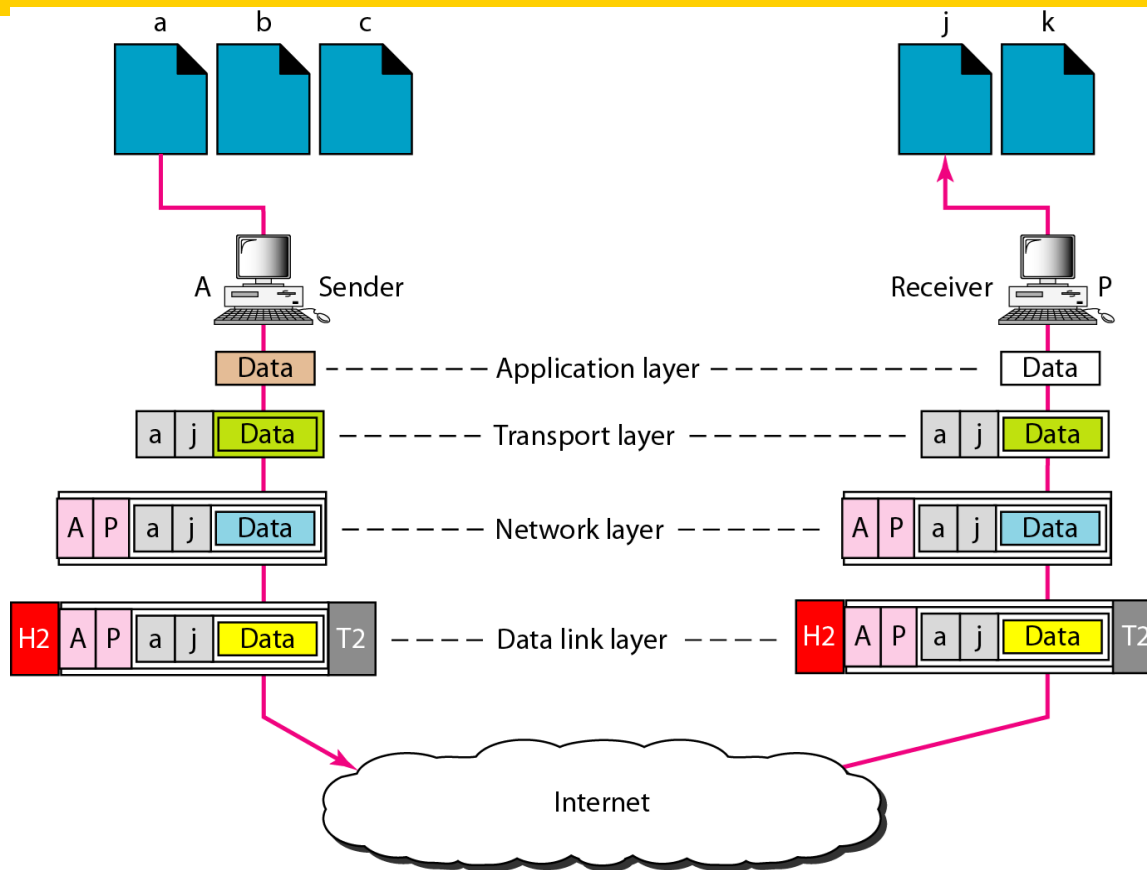 a b c j k
A Sender Receiver P
Data Application layer Data
a j Data Transport layer a j Data
A P a j Data Network layer A P a j Data
H2 A P a j Data T2 Data link layer H2 A P a j Data T2
Internet